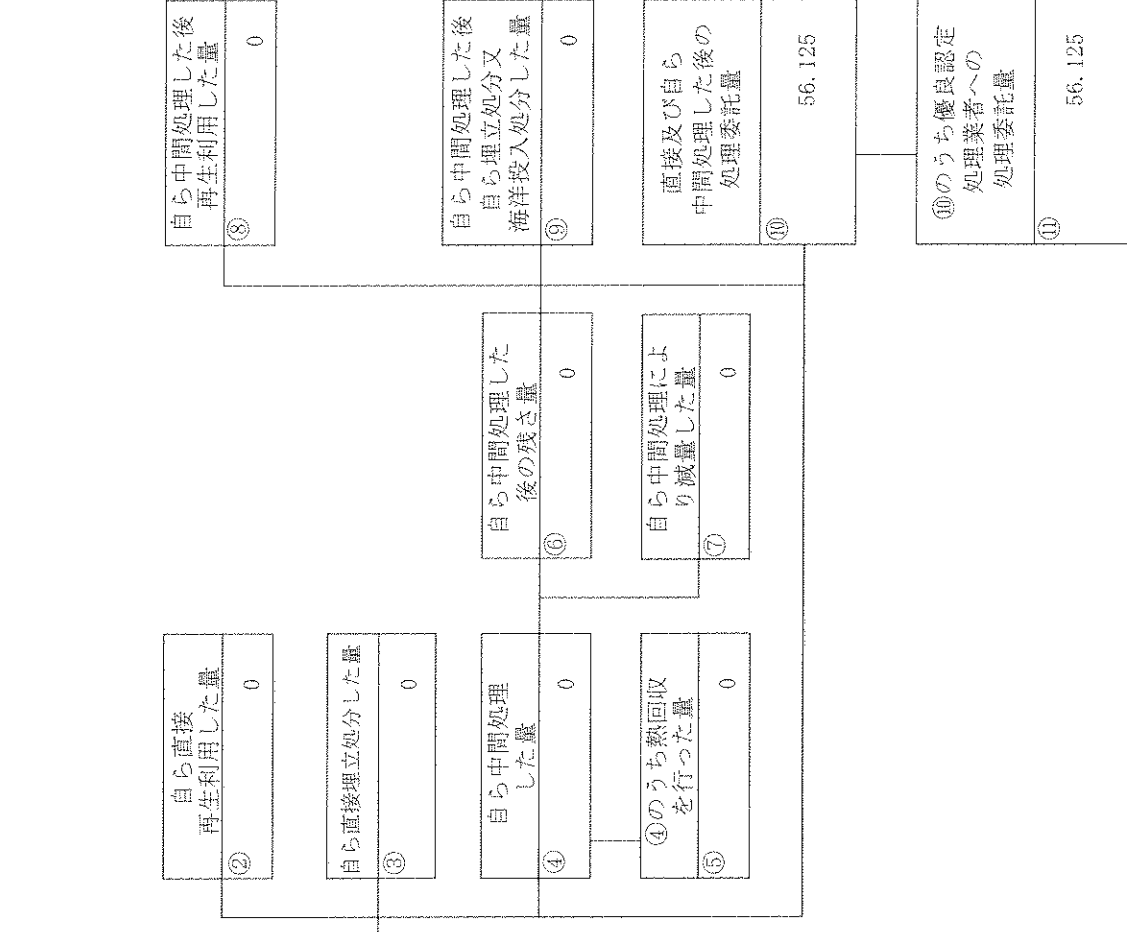 自ら直接
再生利用した量
② 0
自ら直接埋立処分した量
③ 0
自ら中間処理
した量
④ 0
④のうち熱回収
を行った量
⑤ 0
自ら中間処理した
後の残さ量
⑥ 0
自ら中間処理によ
り減量した量
⑦ 0
自ら中間処理した後
再生利用した量
⑧ 0
自ら中間処理した後
自ら埋立処分又
海洋投入処分した量
⑨ 0
直接及び自ら
中間処理した後の
処理委託量
⑩ 56.125
⑩のうち優良認定
処理業者への
処理委託量
⑪ 56.125